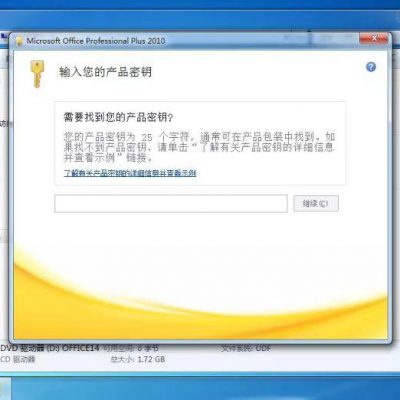 Microsoft Office Professional Plus 2010
输入您的产品密钥
需要找到您的产品密钥?
您的产品密钥为 25 个字符，通常可在产品包装中找到。如
果找不到产品密钥，请单击“了解有关产品密钥的详细信息
并查看示例”链接。
了解有关产品密钥的详细信息并查看示例
继续(C)
DVD 驱动器 (D:) OFFICE14 可用空间: 0 字节 文件系统: UDF
CD 驱动器 总大小: 1.72 GB